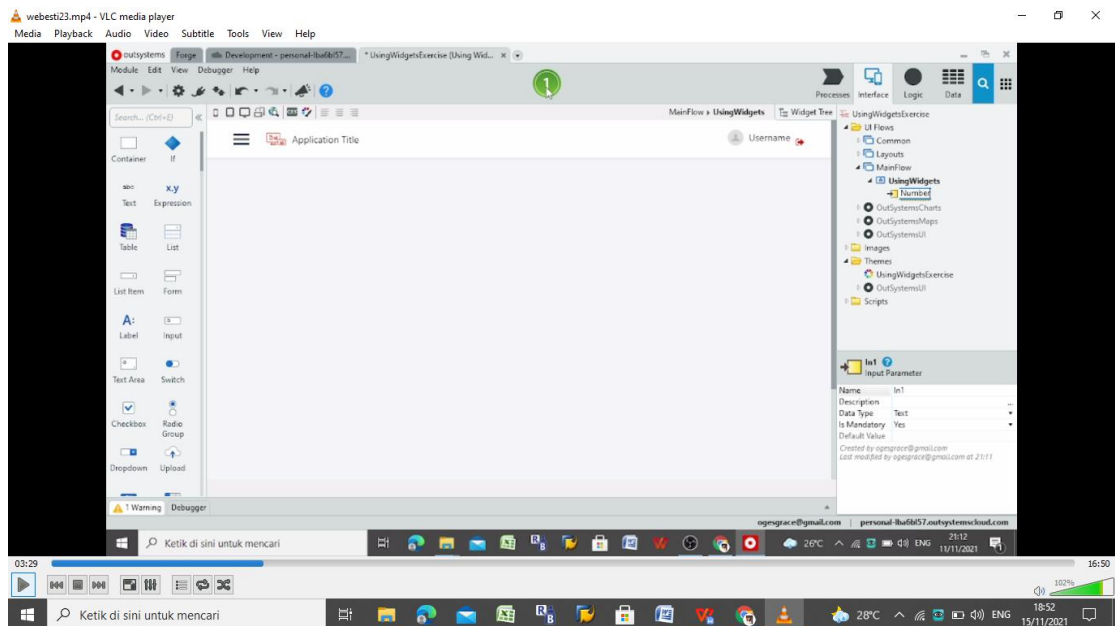 webesti23.mp4 - VLC media player
Media Playback Audio Video Subtitle Tools View Help
outsystems Forge Development - personal-lba6bl57... * UsingWidgetsExercise [Using Wid...
Module Edit View Debugger Help
1
Processes Interface Logic Data
Search... (Ctrl+E)
MainFlow UsingWidgets Widget Tree
Application Title
Username
Container If
abc x.y
Text Expression
Table List
List Item Form
A:
Label Input
Text Area Switch
Checkbox Radio Group
Dropdown Upload
UsingWidgetsExercise
UI Flows
Common
Layouts
MainFlow
UsingWidgets
Number
OutSystemsCharts
OutSystemsMaps
OutSystemsUI
Images
Themes
UsingWidgetsExercise
OutSystemsUI
Scripts
In1
Input Parameter
Name In1
Description ...
Data Type Text
Is Mandatory Yes
Default Value
Created by ogesgrace@gmail.com
Last modified by ogesgrace@gmail.com at 21:11
1 Warning Debugger
ogesgrace@gmail.com | personal-lba6bl57.outsystemscloud.com
Ketik di sini untuk mencari
26°C ENG 21:12
11/11/2021
03:29 16:50
102%
Ketik di sini untuk mencari
28°C ENG 18:52
15/11/2021